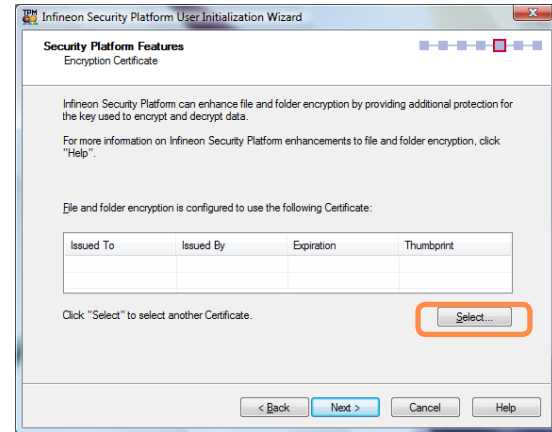 TPM
Infineon Security Platform User Initialization Wizard
Security Platform Features
Encryption Certificate
Infineon Security Platform can enhance file and folder encryption by providing additional protection for
the key used to encrypt and decrypt data.
For more information on Infineon Security Platform enhancements to file and folder encryption, click
"Help".
File and folder encryption is configured to use the following Certificate:
Issued To Issued By Expiration Thumbprint
Click "Select" to select another Certificate.
Select...
< Back Next > Cancel Help